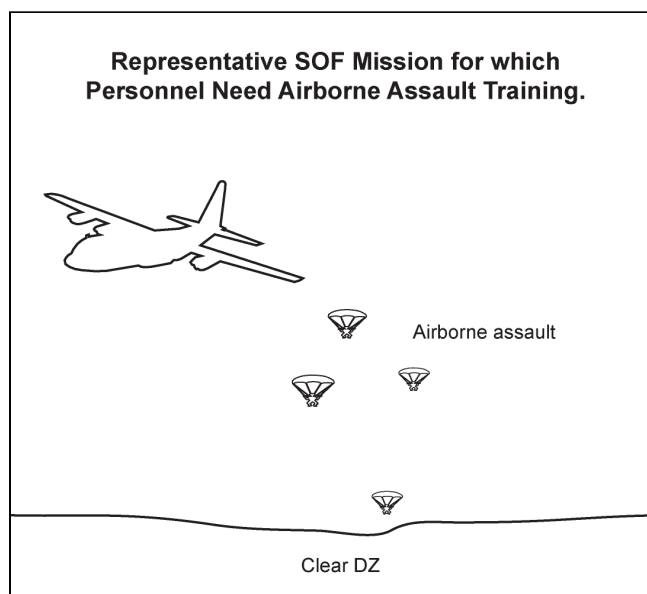 Representative SOF Mission for which
Personnel Need Airborne Assault Training.
Airborne assault
Clear DZ